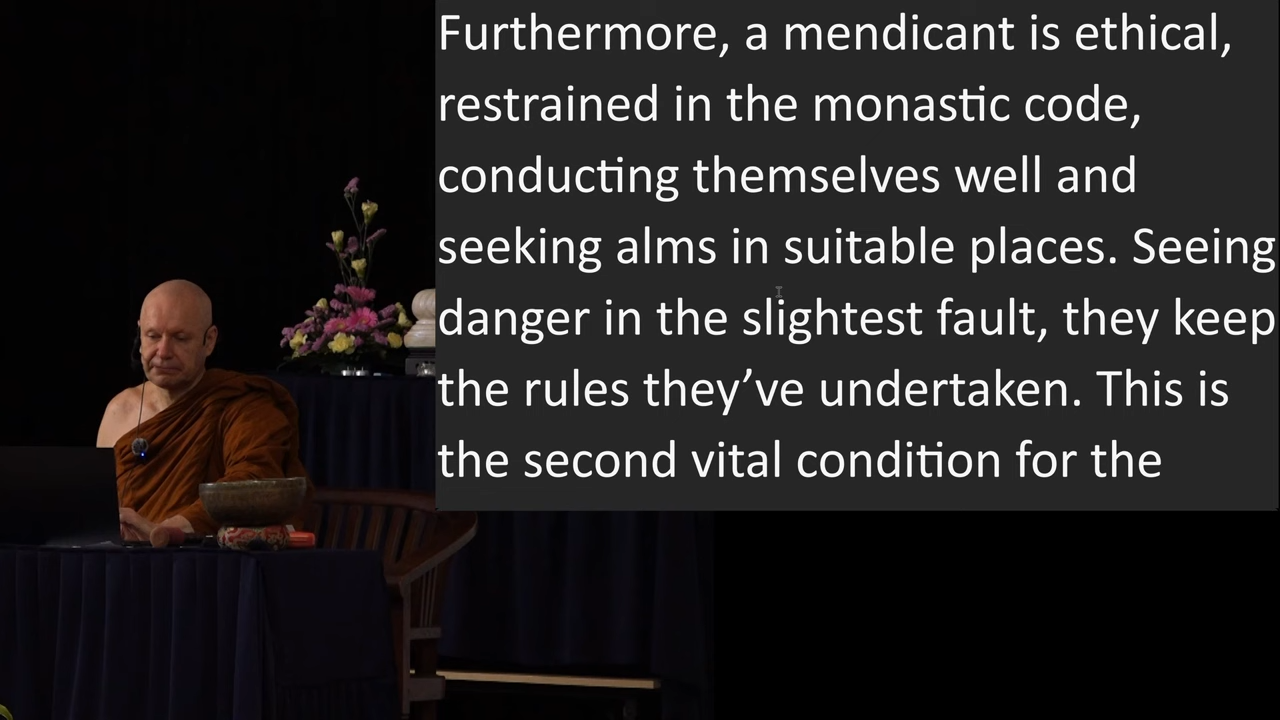 Furthermore, a mendicant is ethical,
restrained in the monastic code,
conducting themselves well and
seeking alms in suitable places. Seeing
danger in the slightest fault, they keep
the rules they’ve undertaken. This is
the second vital condition for the